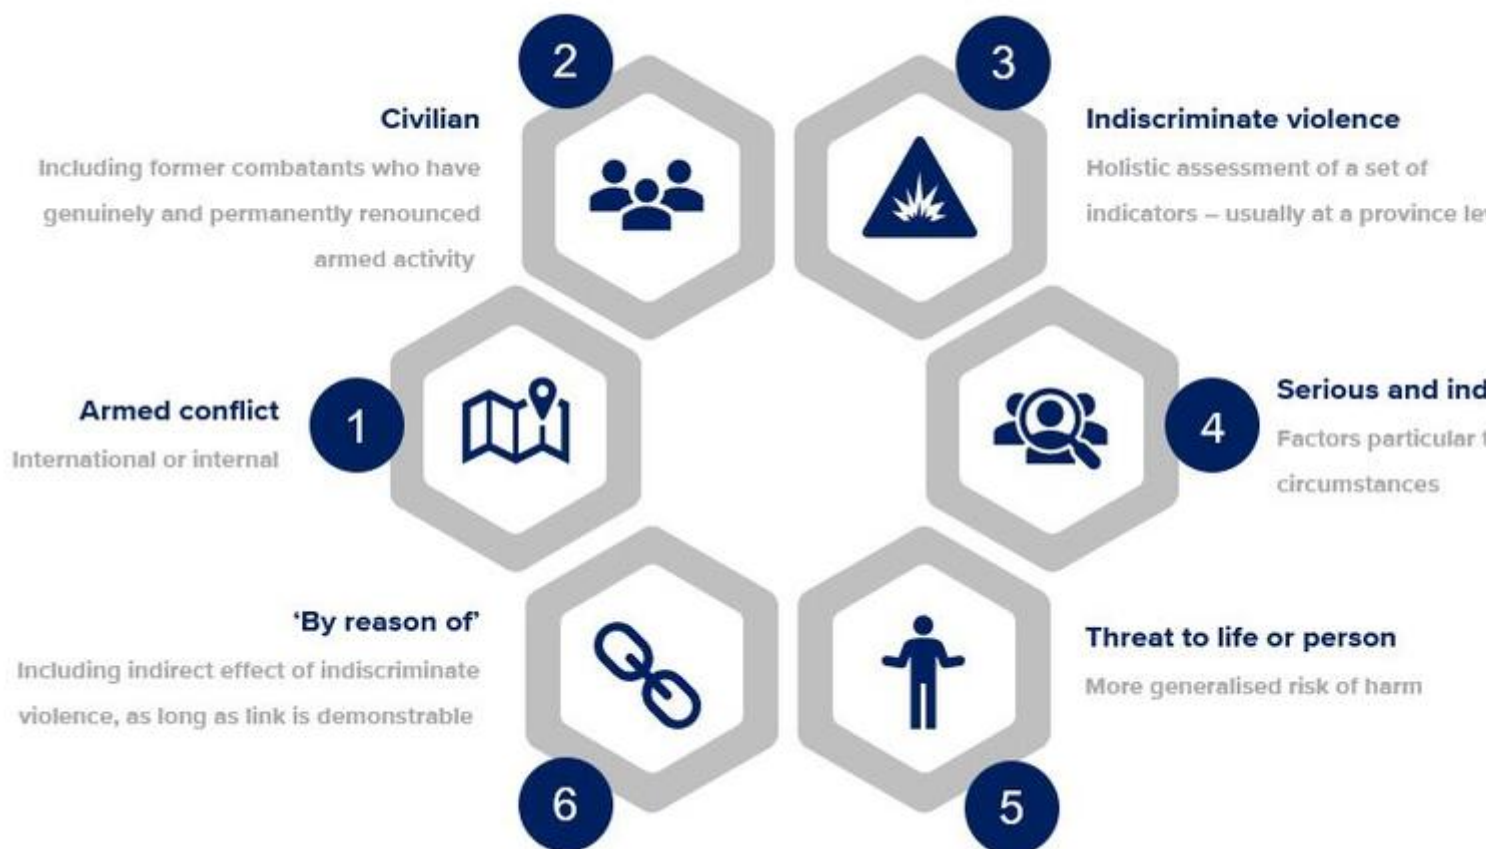 2
Civilian
Including former combatants who have
genuinely and permanently renounced
armed activity
3
Indiscriminate violence
Holistic assessment of a set of
indicators – usually at a province
Armed conflict
International or internal
1
4
Serious and
Factors particular
circumstances
'By reason of'
Including indirect effect of indiscriminate
violence, as long as link is demonstrable
6
Threat to life or person
More generalised risk of harm
5